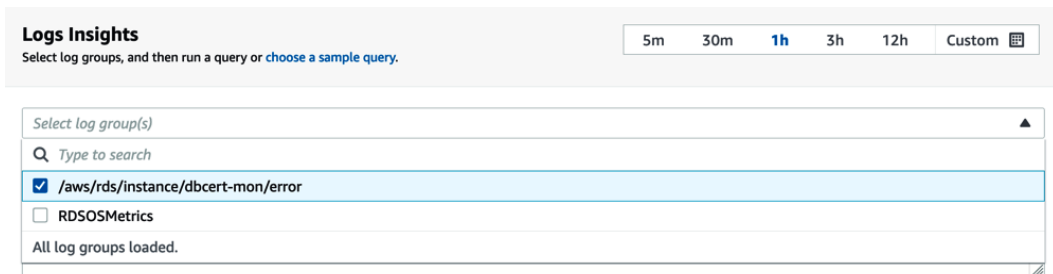 Logs Insights
Select log groups, and then run a query or choose a sample query.
5m 30m 1h 3h 12h Custom
Select log group(s)
Type to search
/aws/rds/instance/dbcert-mon/error
RDSOSMetrics
All log groups loaded.